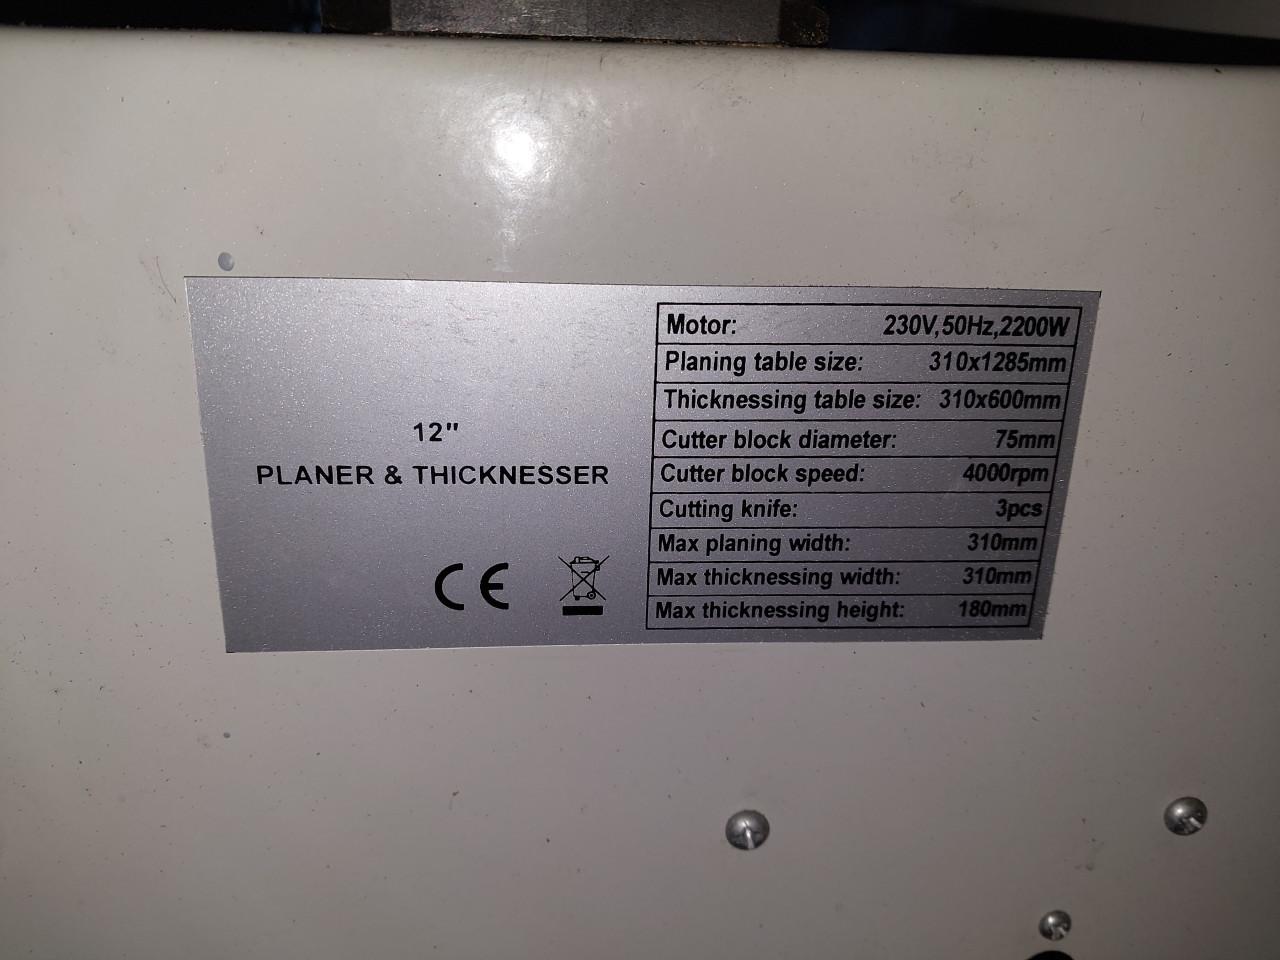 12"
PLANER & THICKNESSER
CE
Motor: 230V,50Hz,2200W
Planing table size: 310x1285mm
Thicknessing table size: 310x600mm
Cutter block diameter: 75mm
Cutter block speed: 4000rpm
Cutting knife: 3pcs
Max planing width: 310mm
Max thicknessing width: 310mm
Max thicknessing height: 180mm